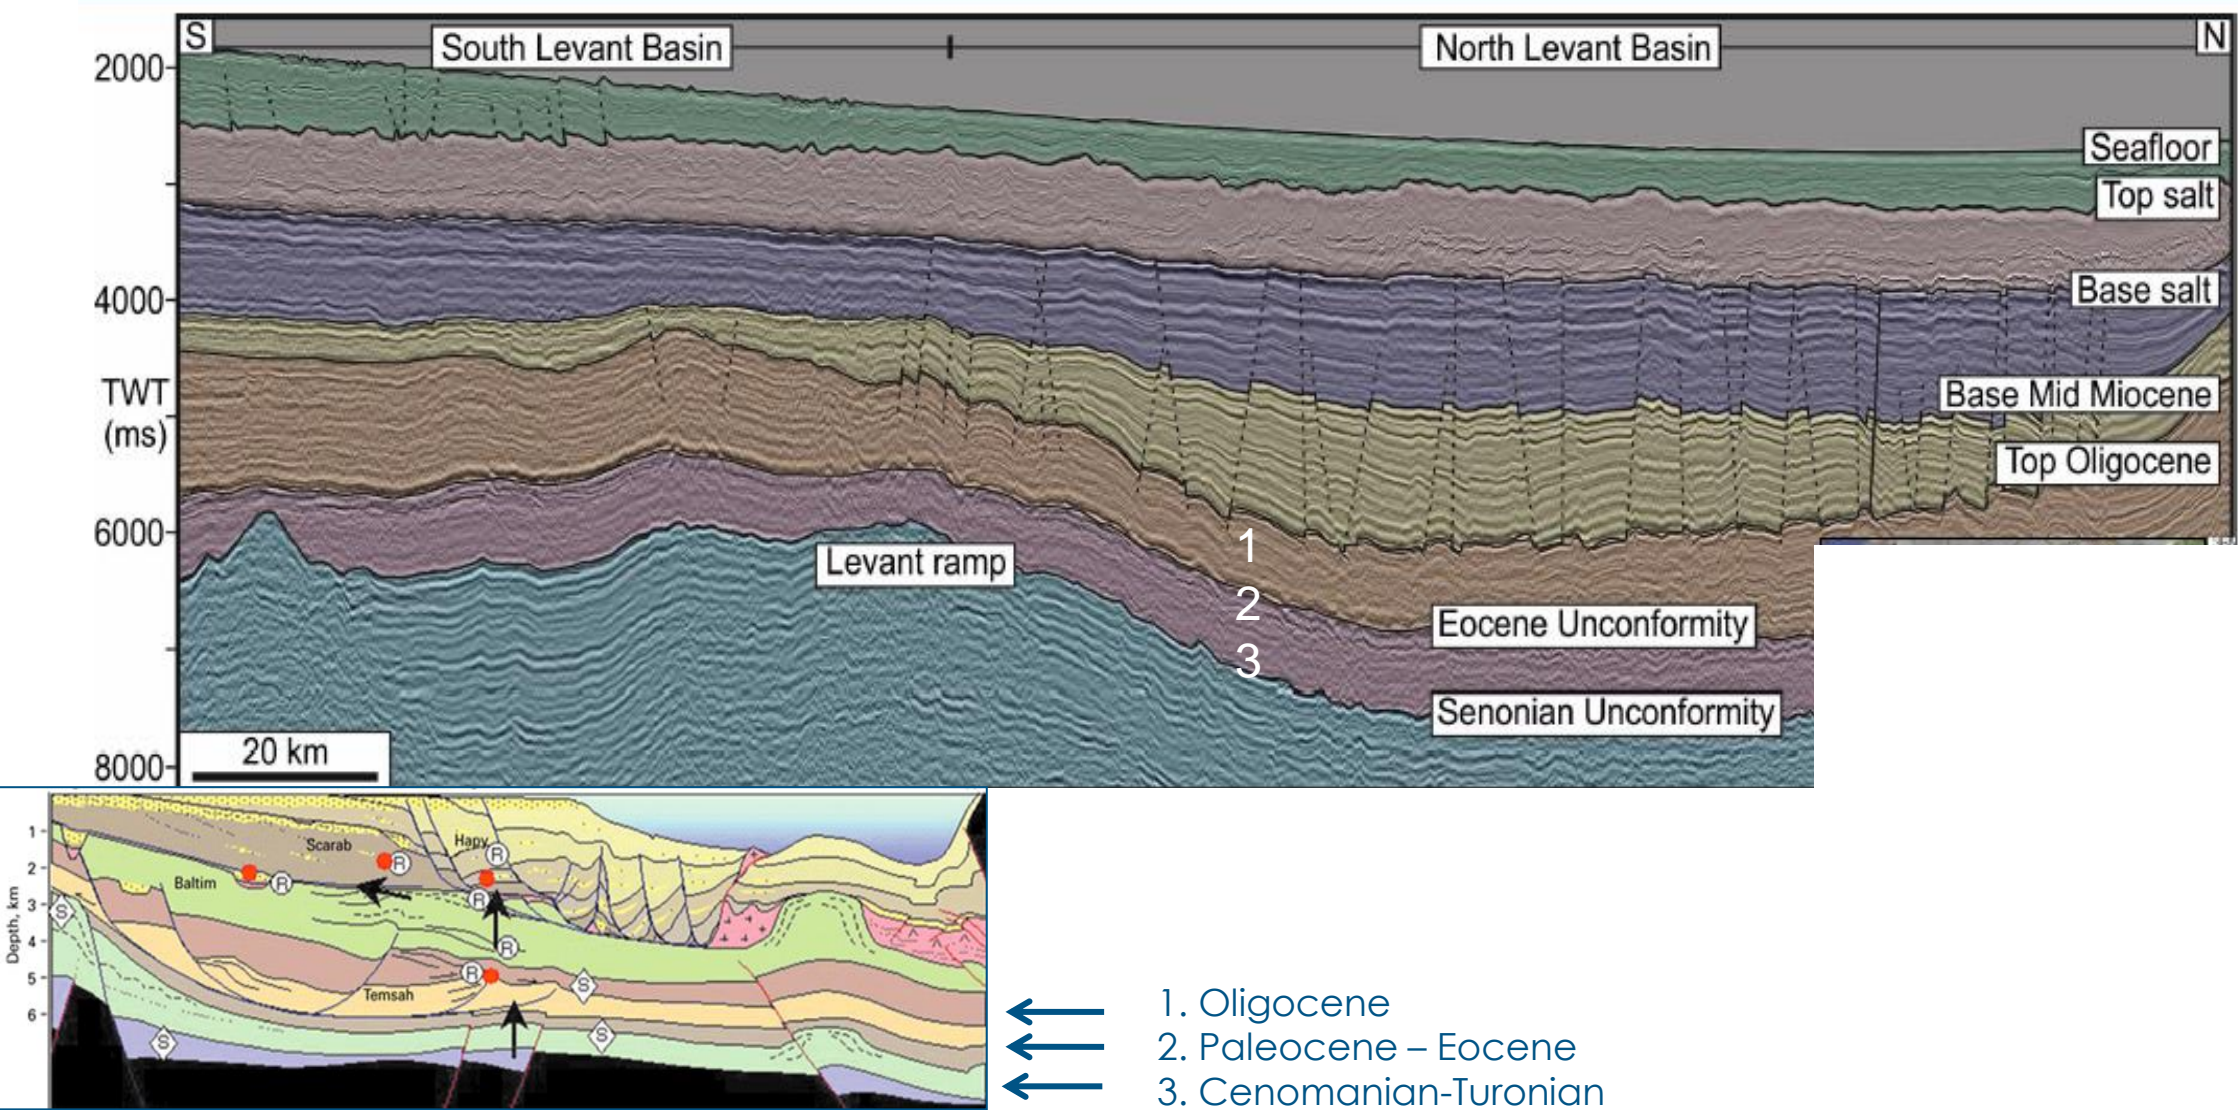 S
South Levant Basin
North Levant Basin
N
2000
Seafloor
Top salt
4000
Base salt
TWT
(ms)
Base Mid Miocene
Top Oligocene
6000
1
Levant ramp
2
Eocene Unconformity
3
Senonian Unconformity
20 km
8000
Depth, km
1
2
3
4
5
6
Scarab
Hapy
R
R
Baltim
R
R
S
R
R
S
Temsah
S
S
1. Oligocene
2. Paleocene – Eocene
3. Cenomanian-Turonian